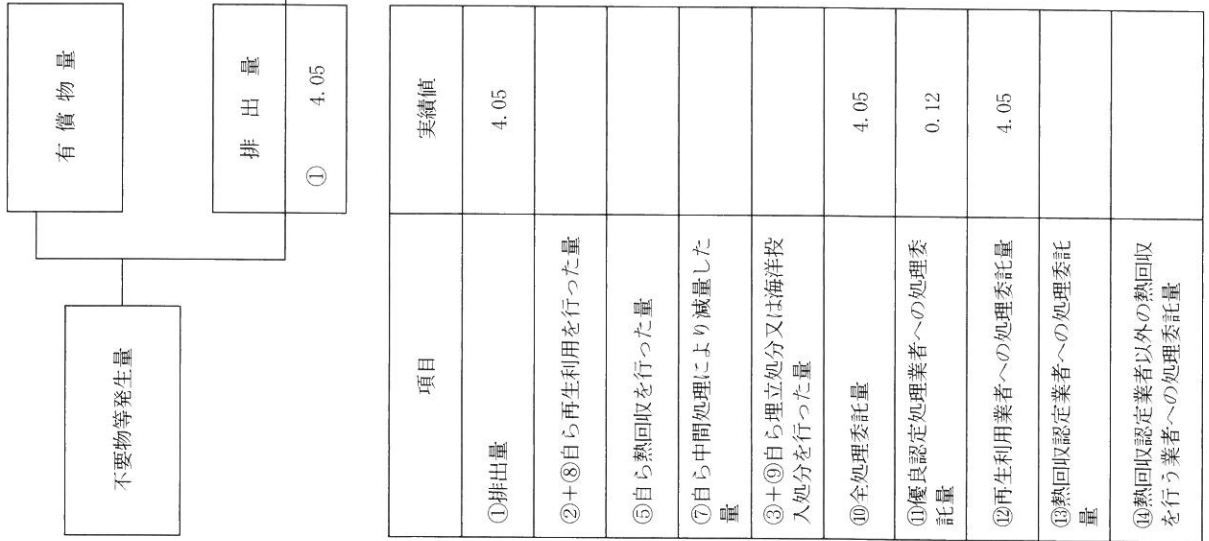 不要物等発生量
有償物量
排出量
① 4.05
項目 実績値
①排出量 4.05
②+⑧自ら再生利用を行った量
⑤自ら熱回収を行った量
⑦自ら中間処理により減量した
量
③+⑨自ら埋立処分又は海洋投
入処分を行った量
⑩全処理委託量 4.05
⑪優良認定処理業者への処理委
託量 0.12
⑫再生利用業者への処理委託量 4.05
⑬熱回収認定業者への処理委託
量
⑭熱回収認定業者以外の熱回収
を行う業者への処理委託量